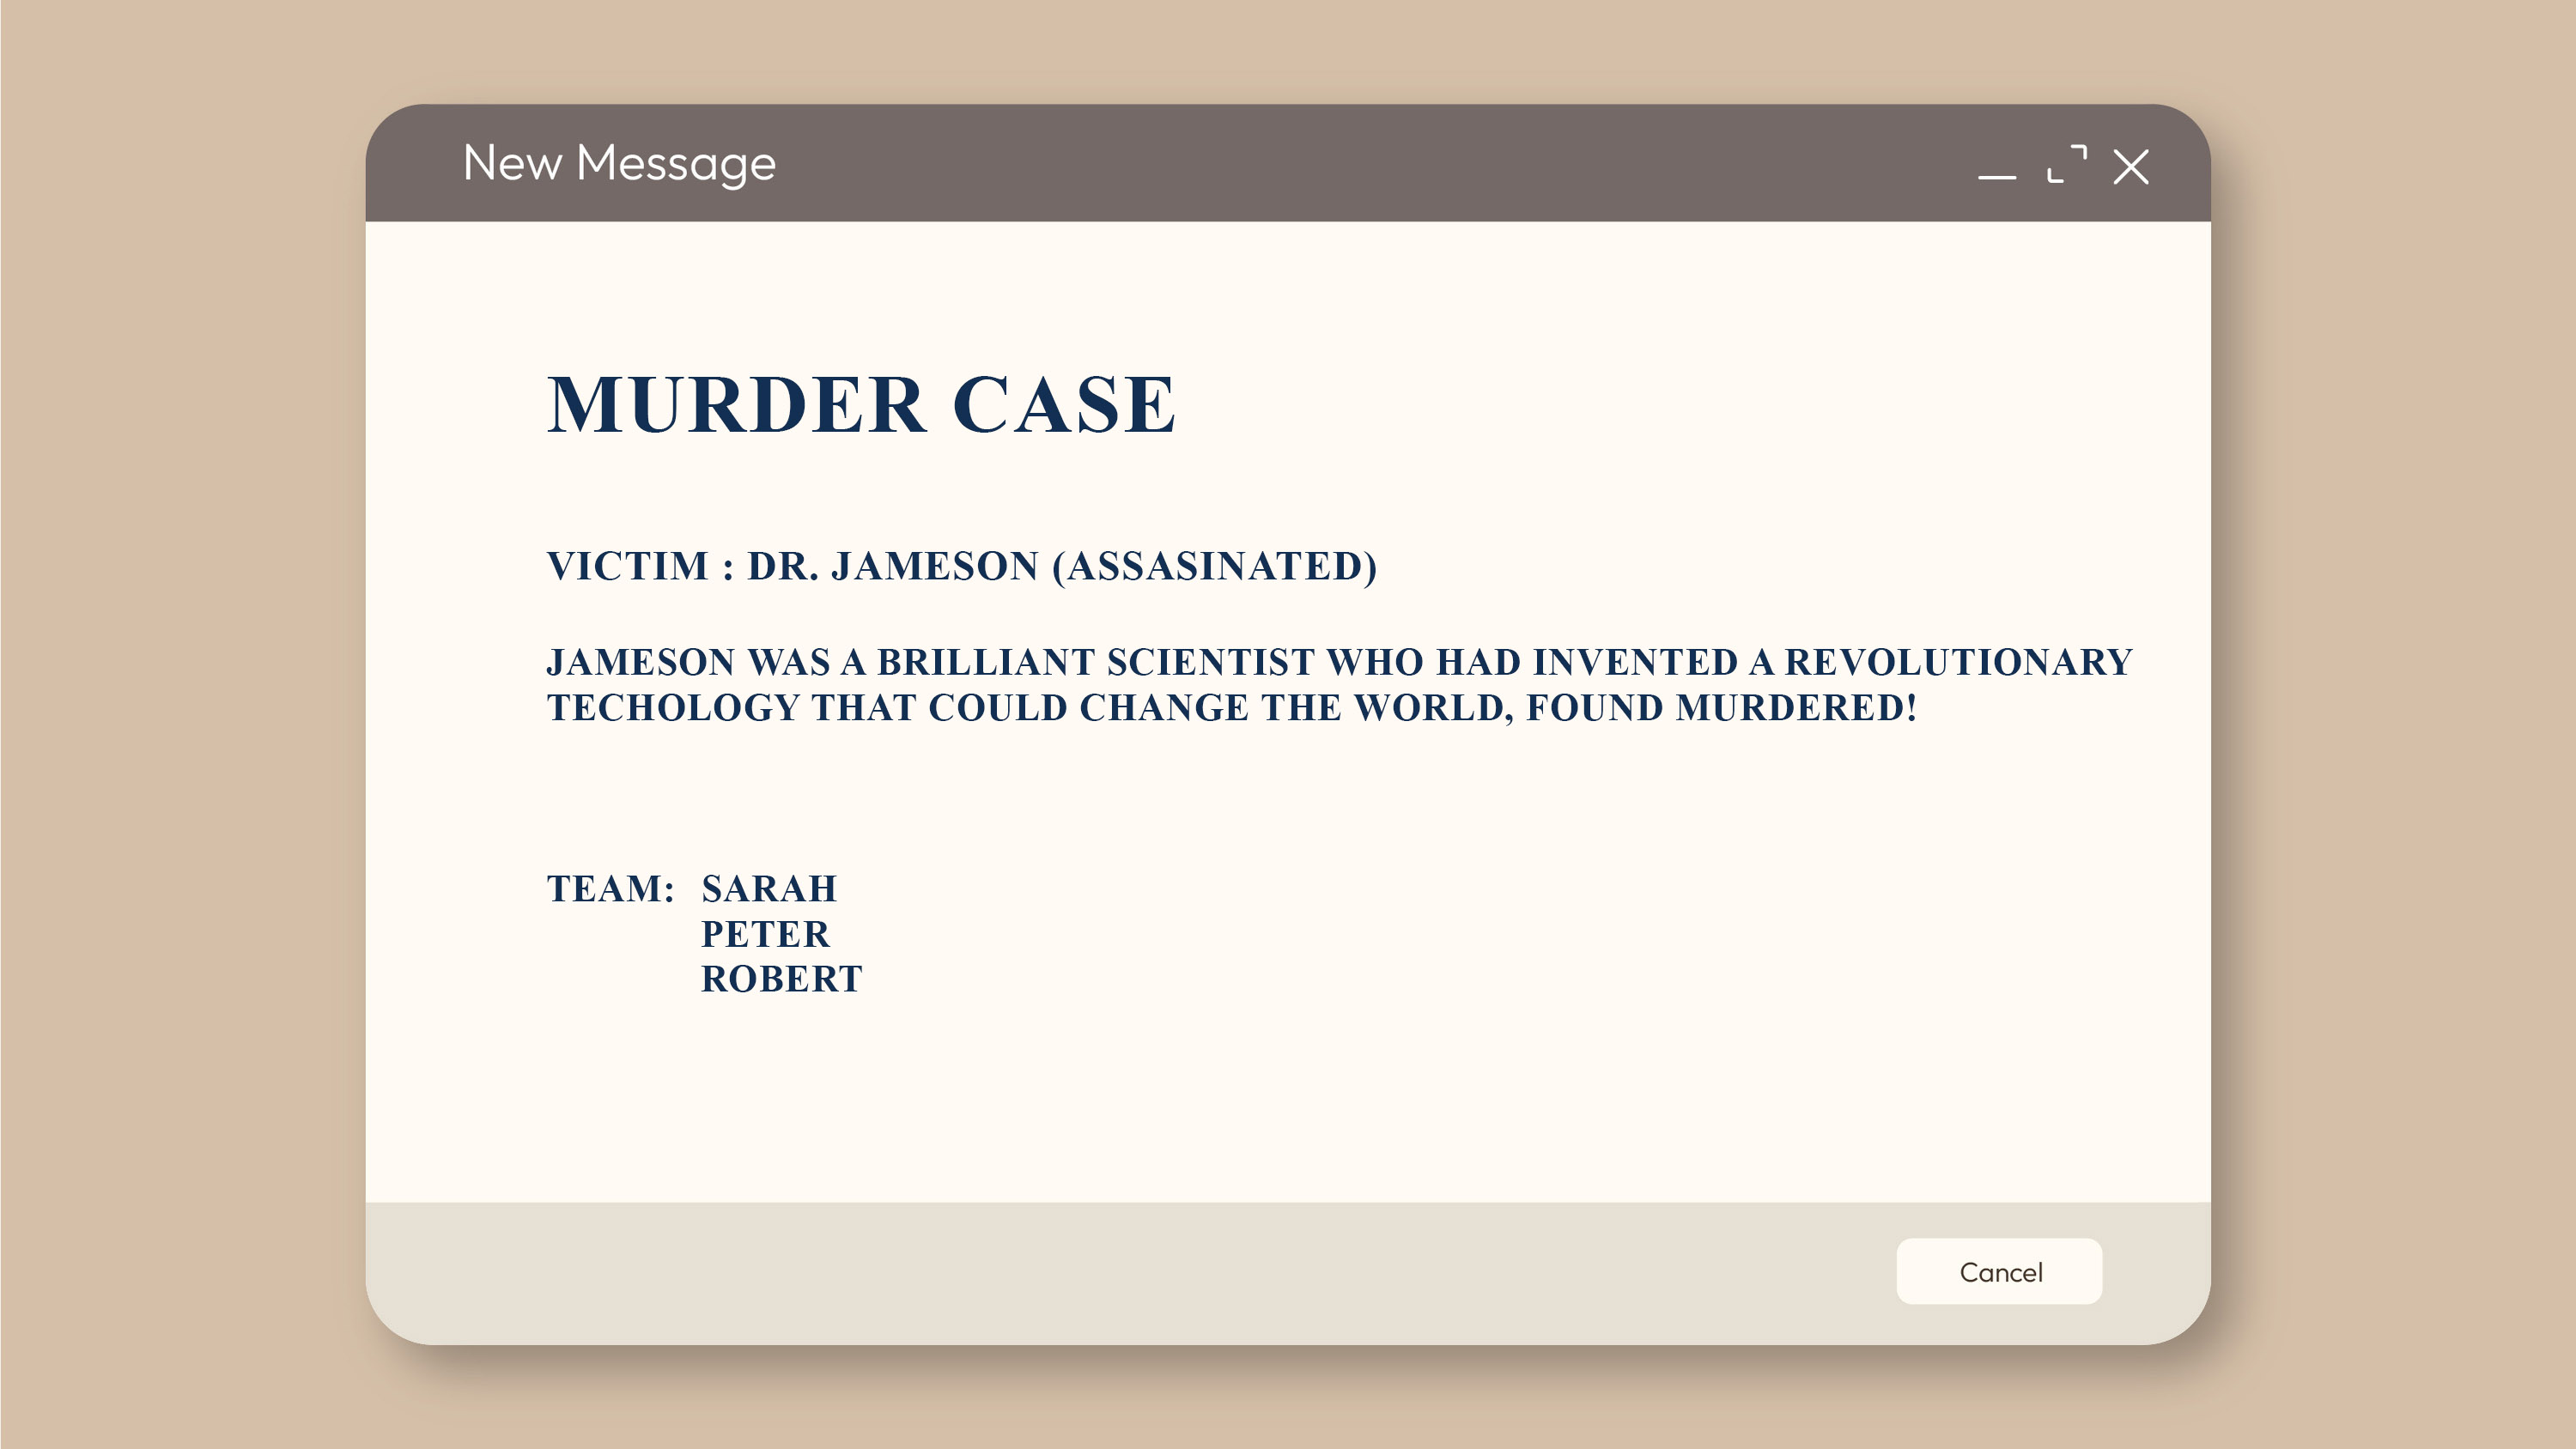 New Message
MURDER CASE
VICTIM : DR. JAMESON (ASSASINATED)
JAMESON WAS A BRILLIANT SCIENTIST WHO HAD INVENTED A REVOLUTIONARY
TECHOLOGY THAT COULD CHANGE THE WORLD, FOUND MURDERED!
TEAM: SARAH
PETER
ROBERT
Cancel